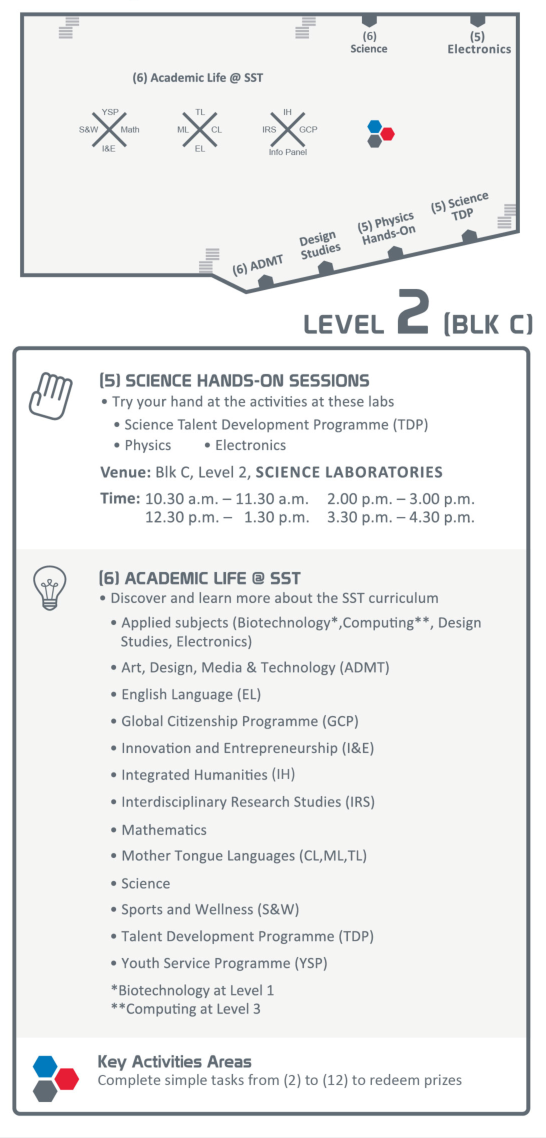 (6)
Science
(5)
Electronics
(6) Academic Life @ SST
YSP
S&W
Math
I&E
TL
ML
CL
EL
IH
IRS
GCP
Info Panel
(6) ADMT
Design
Studies
(5) Physics
Hands-On
(5) Science
TDP
LEVEL 2 (BLK C)
(5) SCIENCE HANDS-ON SESSIONS
• Try your hand at the activities at these labs
• Science Talent Development Programme (TDP)
• Physics • Electronics
Venue: Blk C, Level 2, SCIENCE LABORATORIES
Time: 10.30 a.m. – 11.30 a.m. 2.00 p.m. – 3.00 p.m.
12.30 p.m. – 1.30 p.m. 3.30 p.m. – 4.30 p.m.
(6) ACADEMIC LIFE @ SST
• Discover and learn more about the SST curriculum
• Applied subjects (Biotechnology*,Computing**, Design
Studies, Electronics)
• Art, Design, Media & Technology (ADMT)
• English Language (EL)
• Global Citizenship Programme (GCP)
• Innovation and Entrepreneurship (I&E)
• Integrated Humanities (IH)
• Interdisciplinary Research Studies (IRS)
• Mathematics
• Mother Tongue Languages (CL,ML,TL)
• Science
• Sports and Wellness (S&W)
• Talent Development Programme (TDP)
• Youth Service Programme (YSP)
*Biotechnology at Level 1
**Computing at Level 3
Key Activities Areas
Complete simple tasks from (2) to (12) to redeem prizes